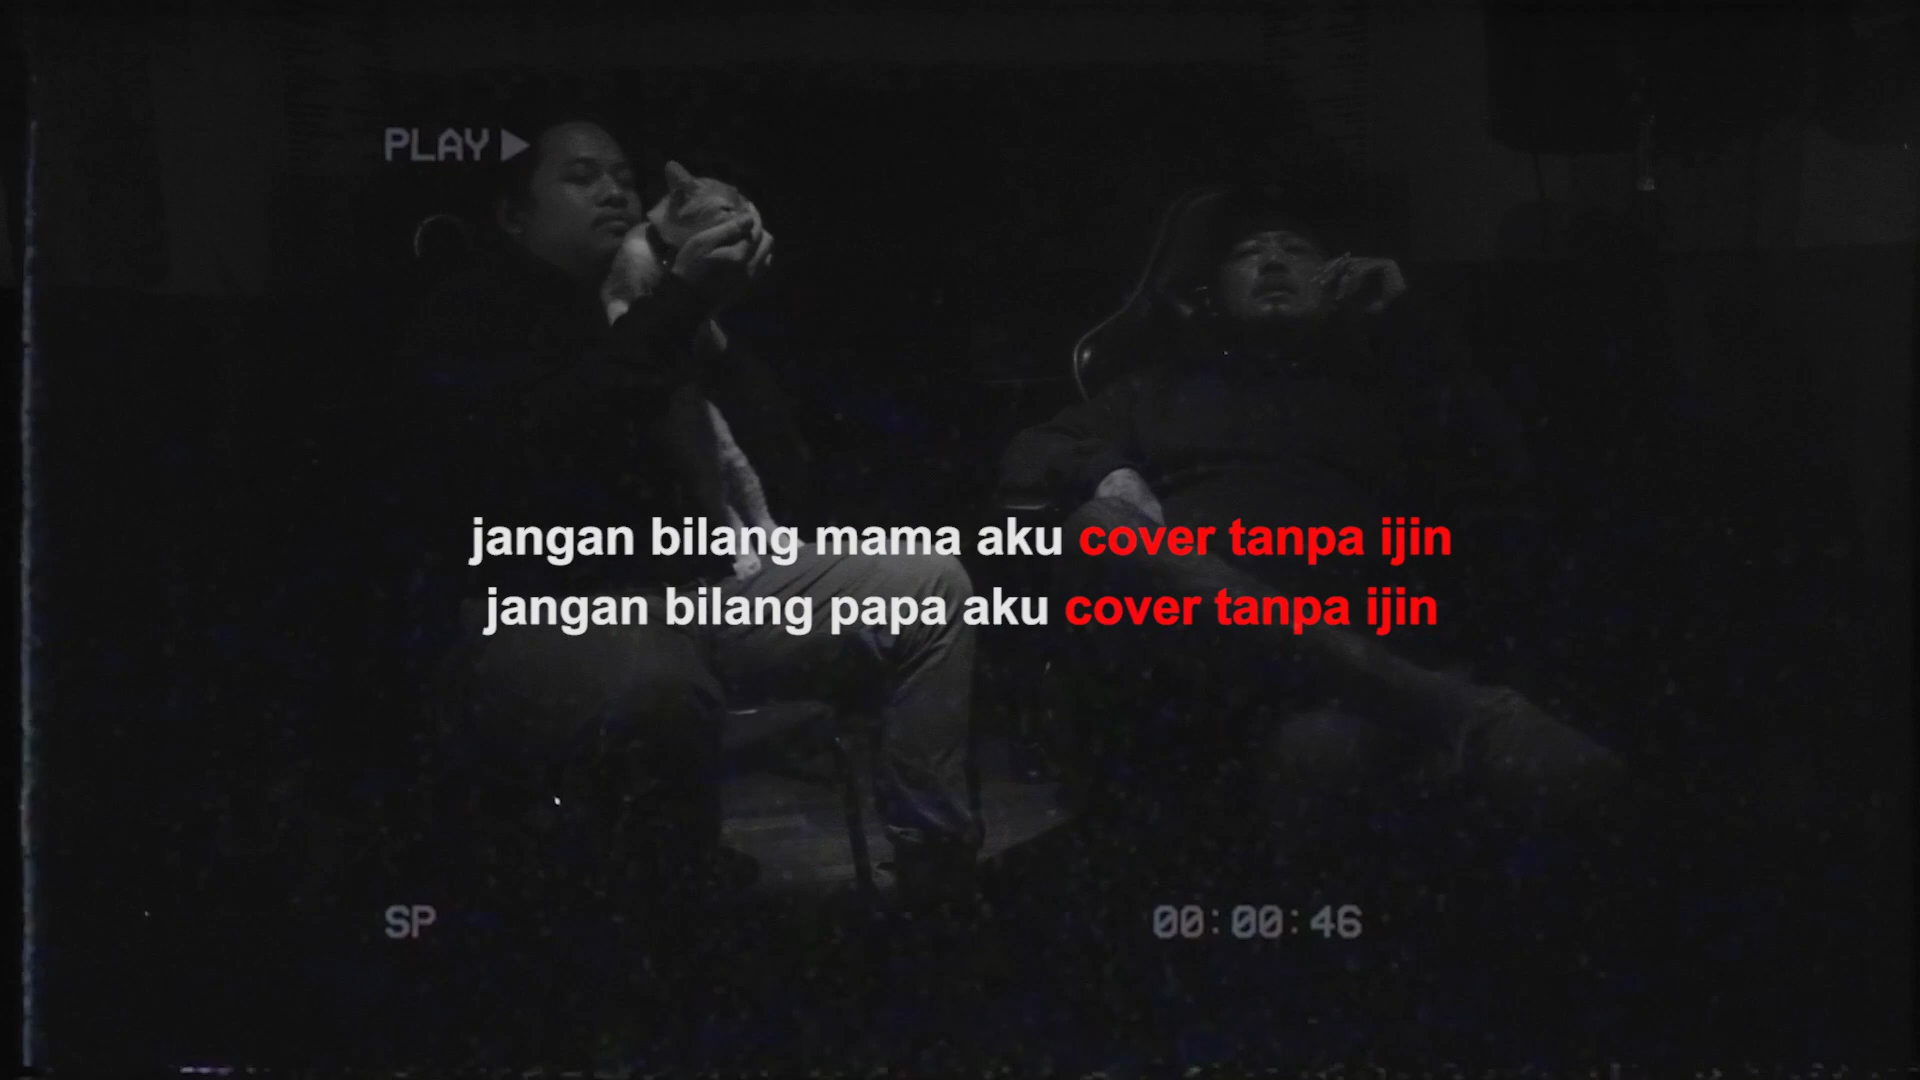 PLAY
jangan bilang mama aku cover tanpa ijin
jangan bilang papa aku cover tanpa ijin
SP
00:00:46